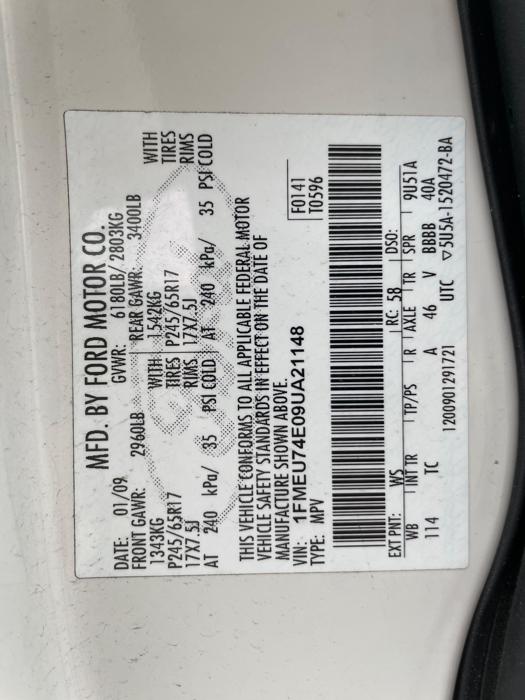 MFD. BY FORD MOTOR CO.
DATE: 01/09 GVWR: 6180LB/2803KG
FRONT GAWR: 2960LB REAR GAWR: 3400LB
1343KG WITH 1542KG WITH
P245/65R17 TIRES P245/65R17 TIRES
17X7.5J RIMS 17X7.5J RIMS
AT 240 kPa/ 35 PSI COLD AT 240 kPa/ 35 PSI COLD
THIS VEHICLE CONFORMS TO ALL APPLICABLE FEDERAL MOTOR
VEHICLE SAFETY STANDARDS IN EFFECT ON THE DATE OF
MANUFACTURE SHOWN ABOVE.
VIN: 1FMEU74E09UA21148 F0141
TYPE: MPV T0596
EXT PNT: WS RC: 58 DSO:
WB INT TR TP/PS R AXLE TR SPR 9U51A
114 TC A 46 V BBBB 40A
1200901291721 UTC ▽5U5A-1520472-BA